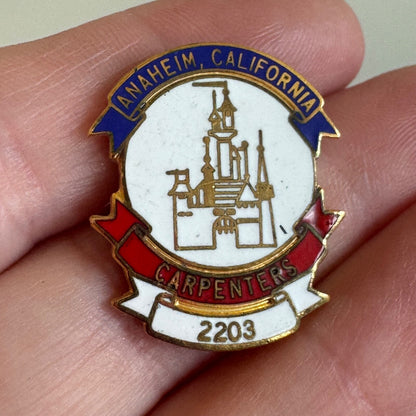 ANAHEIM, CALIFORNIA
CARPENTERS
2203